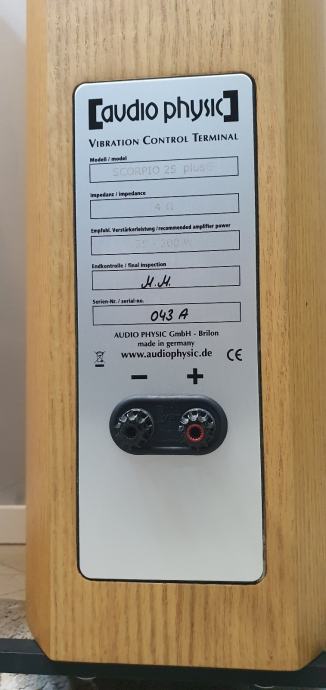 [audio physic]
VIBRATION CONTROL TERMINAL
Modell / model
SCORPIO 25 plus
Impedanz / impedance
4 Ω
Empfohl. Verstärkerleistung / recommended amplifier power
Endkontrolle / final inspection
M.M.
Serien-Nr. / serial-no.
043 A
AUDIO PHYSIC GmbH - Brilon
made in germany
www.audiophysic.de
CE
− +